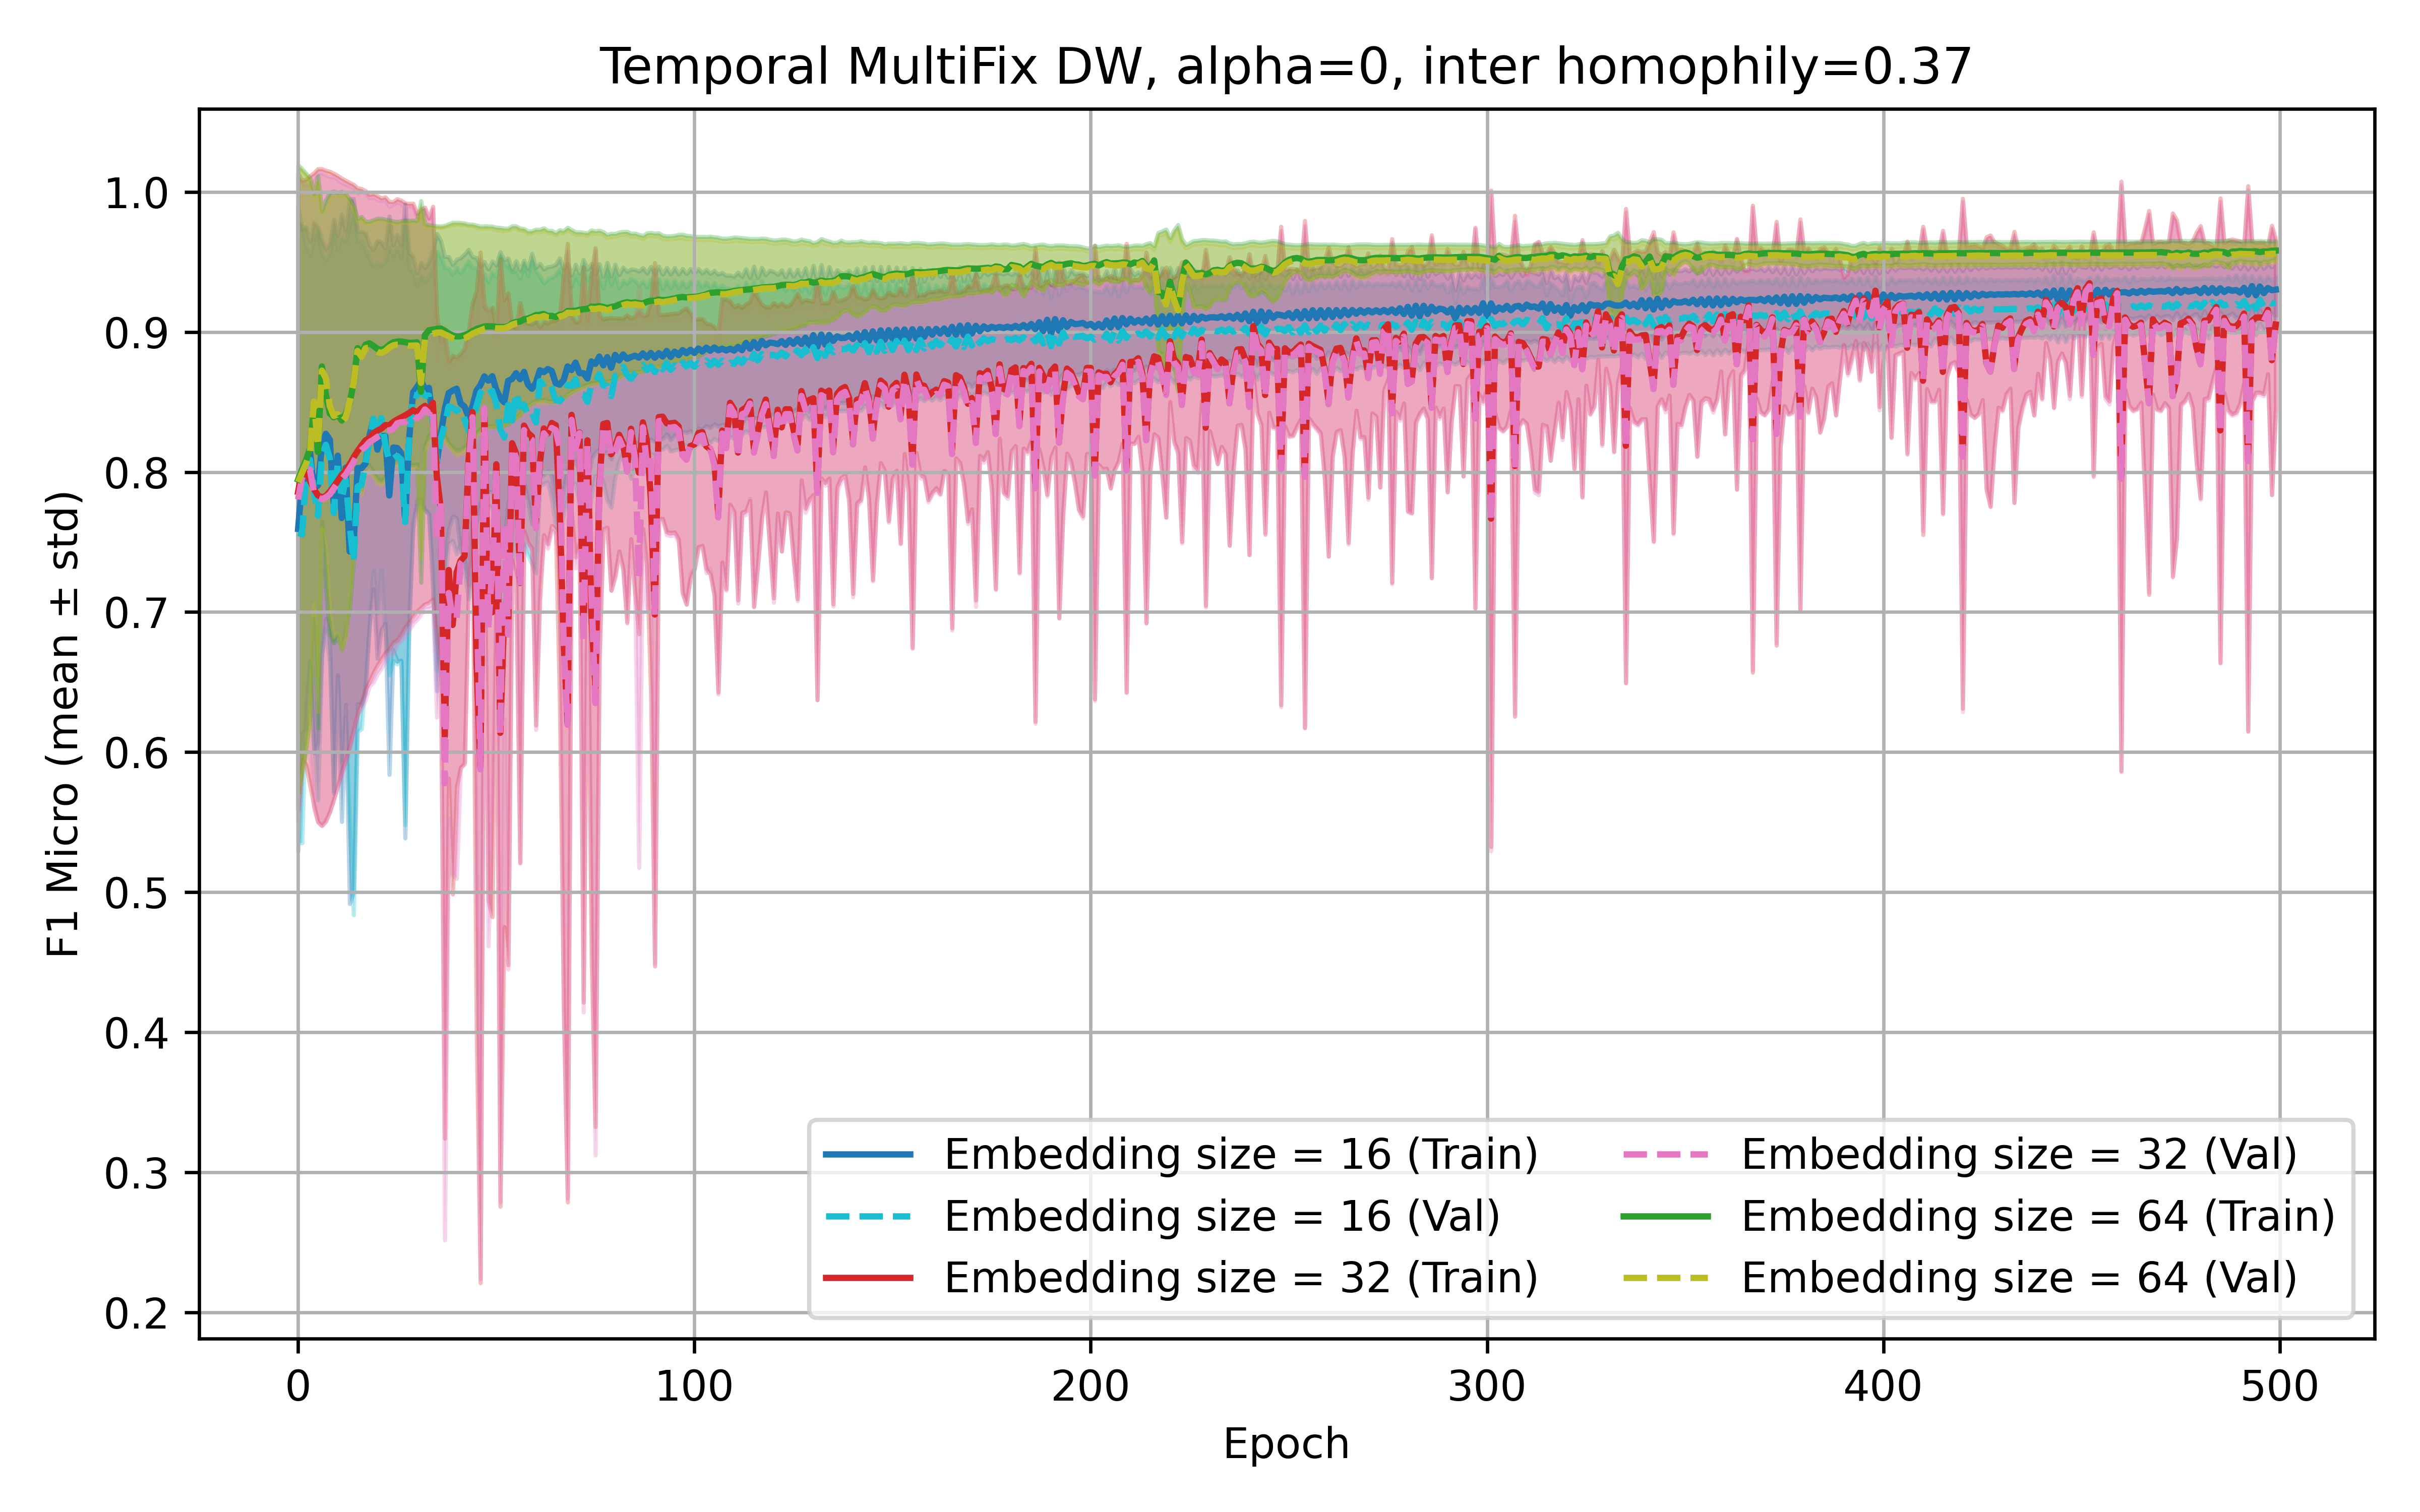 Temporal MultiFix DW, alpha=0, inter homophily=0.37
F1 Micro (mean ± std)
1.0
0.9
0.8
0.7
0.6
0.5
0.4
0.3
0.2
Embedding size = 16 (Train)
Embedding size = 16 (Val)
Embedding size = 32 (Train)
Embedding size = 32 (Val)
Embedding size = 64 (Train)
Embedding size = 64 (Val)
0 100 200 300 400 500
Epoch